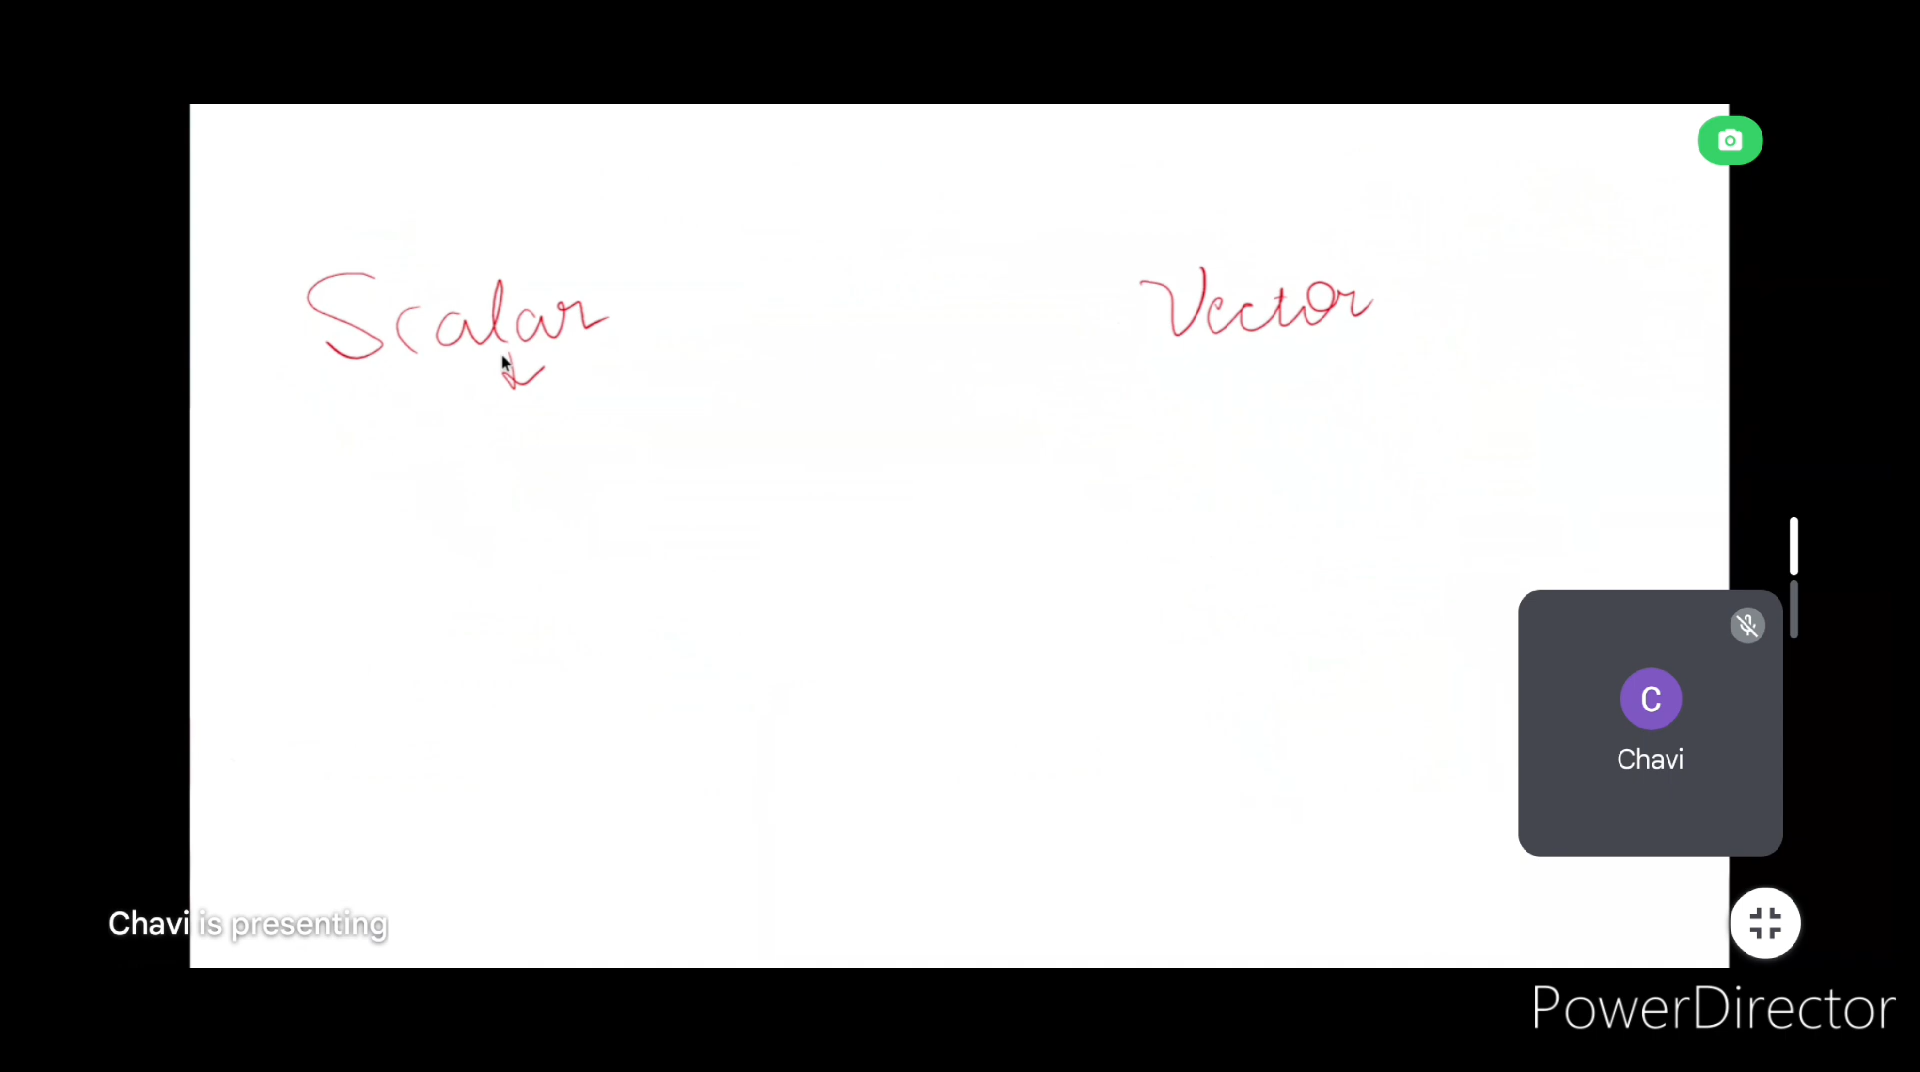 Scalar Vector
C
Chavi
Chavi is presenting
PowerDirector